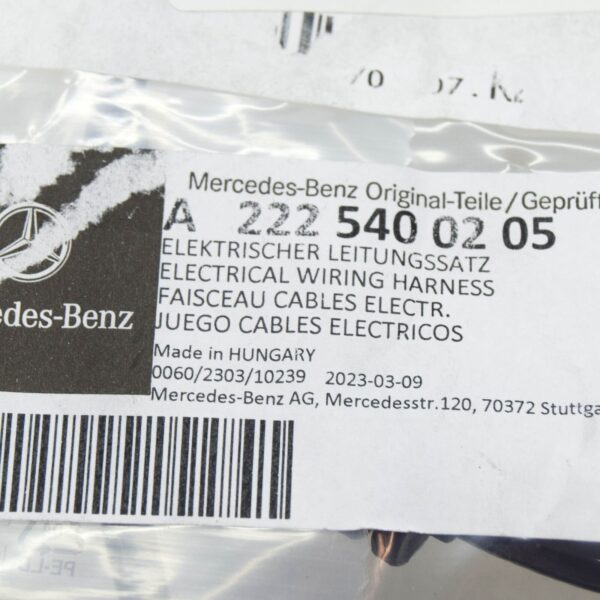 Mercedes-Benz Original-Teile/Geprüft
A 222 540 02 05
ELEKTRISCHER LEITUNGSSATZ
ELECTRICAL WIRING HARNESS
FAISCEAU CABLES ELECTR.
JUEGO CABLES ELECTRICOS
edes-Benz
Made in HUNGARY
0060/2303/10239 2023-03-09
Mercedes-Benz AG, Mercedesstr.120, 70372 Stuttga